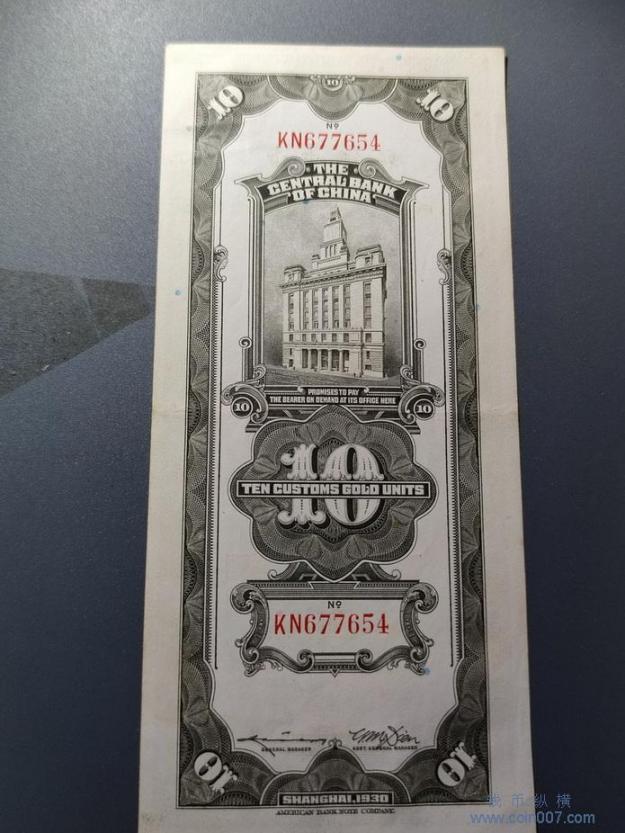 10 10 10
Nº
KN677654
THE
CENTRAL BANK
OF CHINA
PROMISES TO PAY
THE BEARER ON DEMAND AT ITS OFFICE HERE
10 10
10
TEN CUSTOMS GOLD UNITS
Nº
KN677654
GENERAL MANAGER ASST. GENERAL MANAGER
10 10
SHANGHAI, 1930
AMERICAN BANK NOTE COMPANY.
钱币纵横
www.coin007.com